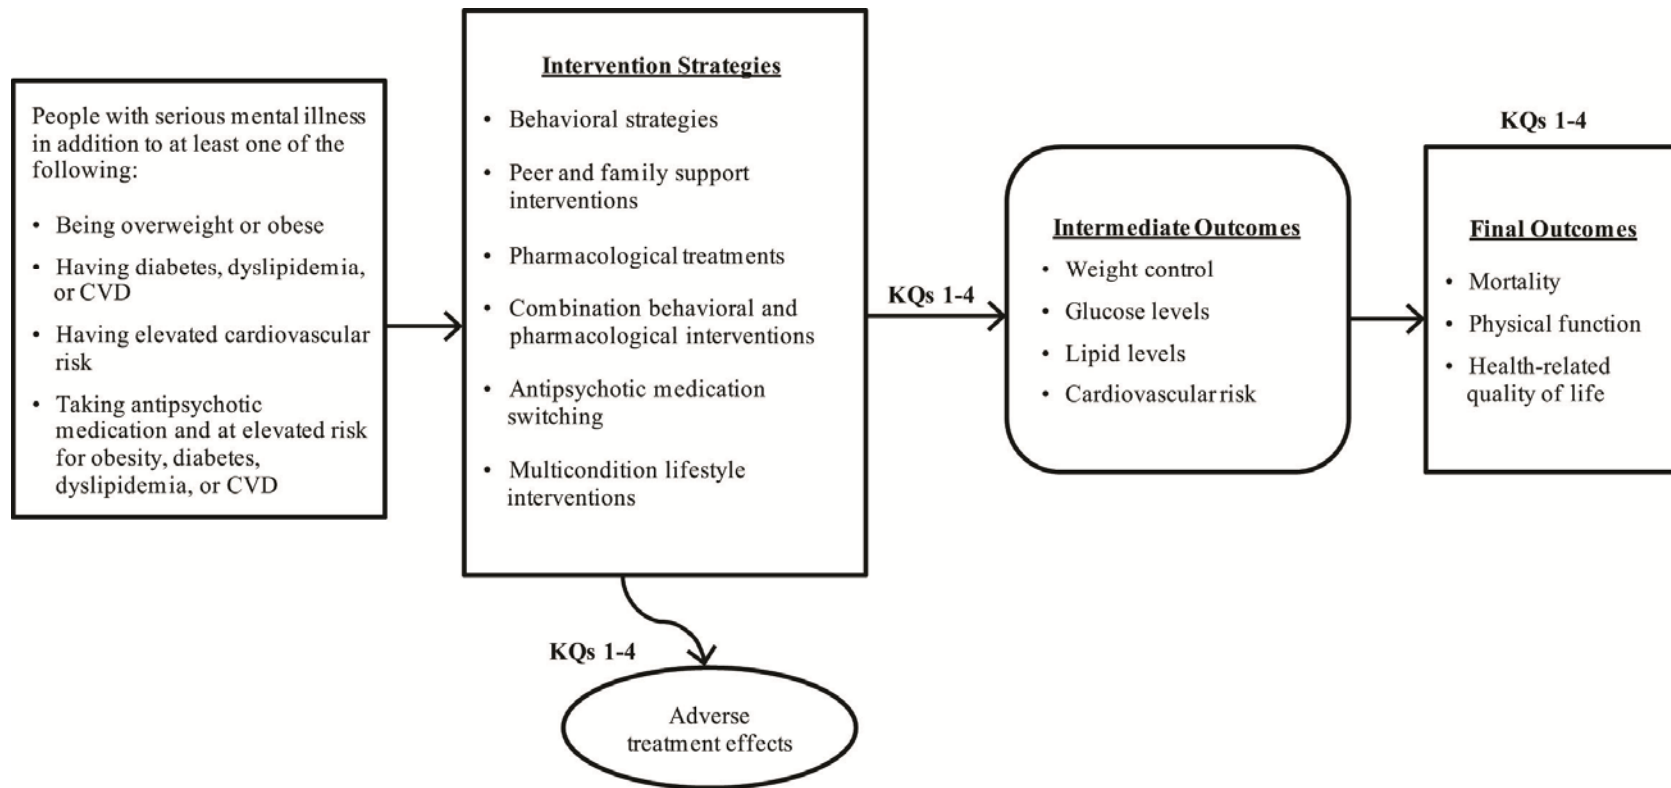 People with serious mental illness
in addition to at least one of the
following:
• Being overweight or obese
• Having diabetes, dyslipidemia,
or CVD
• Having elevated cardiovascular
risk
• Taking antipsychotic
medication and at elevated risk
for obesity, diabetes,
dyslipidemia, or CVD
Intervention Strategies
• Behavioral strategies
• Peer and family support
interventions
• Pharmacological treatments
• Combination behavioral and
pharmacological interventions
• Antipsychotic medication
switching
• Multicondition lifestyle
interventions
KQs 1-4
Adverse
treatment effects
KQs 1-4
Intermediate Outcomes
• Weight control
• Glucose levels
• Lipid levels
• Cardiovascular risk
KQs 1-4
Final Outcomes
• Mortality
• Physical function
• Health-related
quality of life